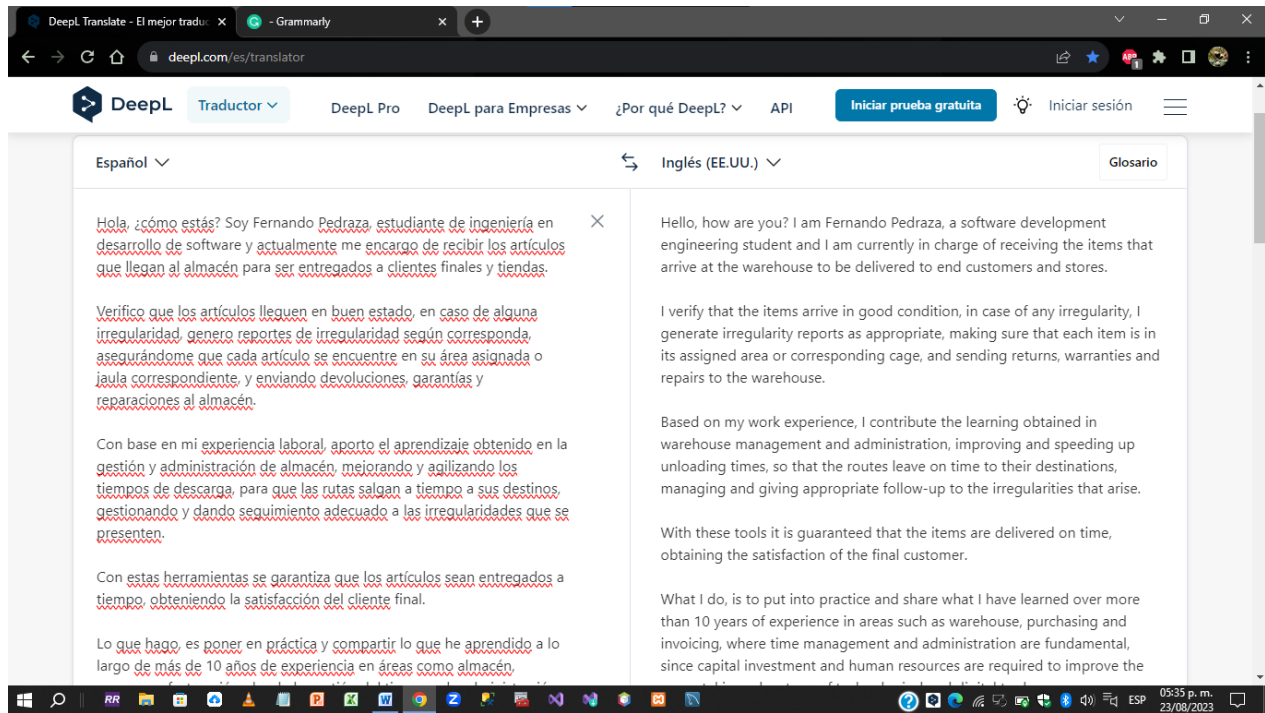 DeepL Translate - El mejor traduc
- Grammarly
deepl.com/es/translator
ABP
1
DeepL
Traductor
DeepL Pro
DeepL para Empresas
¿Por qué DeepL?
API
Iniciar prueba gratuita
Iniciar sesión
Español
Inglés (EE.UU.)
Glosario
Hola, ¿cómo estás? Soy Fernando Pedraza, estudiante de ingeniería en
desarrollo de software y actualmente me encargo de recibir los artículos
que llegan al almacén para ser entregados a clientes finales y tiendas.
Verifico que los artículos lleguen en buen estado, en caso de alguna
irregularidad, genero reportes de irregularidad según corresponda,
asegurándome que cada artículo se encuentre en su área asignada o
jaula correspondiente, y enviando devoluciones, garantías y
reparaciones al almacén.
Con base en mi experiencia laboral, aporto el aprendizaje obtenido en la
gestión y administración de almacén, mejorando y agilizando los
tiempos de descarga, para que las rutas salgan a tiempo a sus destinos,
gestionando y dando seguimiento adecuado a las irregularidades que se
presenten.
Con estas herramientas se garantiza que los artículos sean entregados a
tiempo, obteniendo la satisfacción del cliente final.
Lo que hago, es poner en práctica y compartir lo que he aprendido a lo
largo de más de 10 años de experiencia en áreas como almacén,
Hello, how are you? I am Fernando Pedraza, a software development
engineering student and I am currently in charge of receiving the items that
arrive at the warehouse to be delivered to end customers and stores.
I verify that the items arrive in good condition, in case of any irregularity, I
generate irregularity reports as appropriate, making sure that each item is in
its assigned area or corresponding cage, and sending returns, warranties and
repairs to the warehouse.
Based on my work experience, I contribute the learning obtained in
warehouse management and administration, improving and speeding up
unloading times, so that the routes leave on time to their destinations,
managing and giving appropriate follow-up to the irregularities that arise.
With these tools it is guaranteed that the items are delivered on time,
obtaining the satisfaction of the final customer.
What I do, is to put into practice and share what I have learned over more
than 10 years of experience in areas such as warehouse, purchasing and
invoicing, where time management and administration are fundamental,
since capital investment and human resources are required to improve the
RR
ESP
05:35 p. m.
23/08/2023